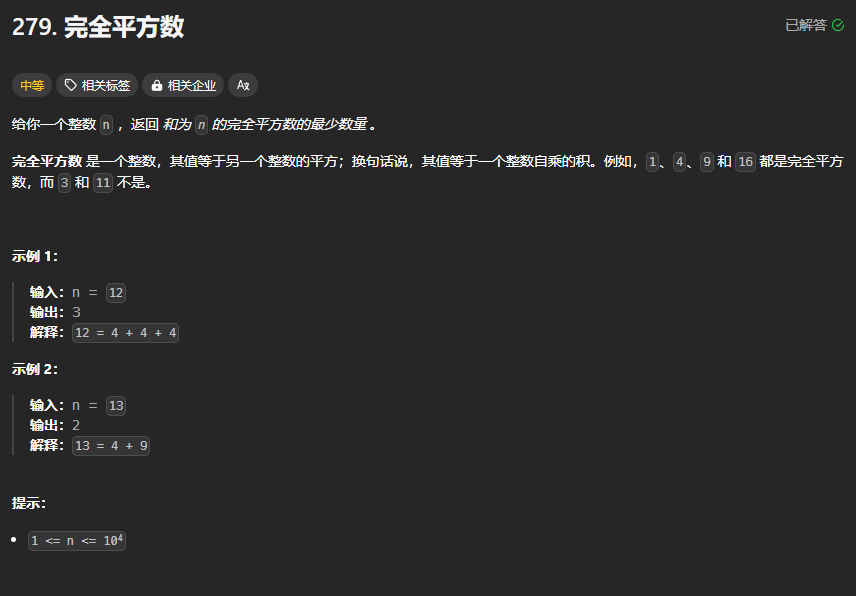 279. 完全平方数
已解答
中等 相关标签 相关企业 Aж
给你一个整数 n ，返回 和为 n 的完全平方数的最少数量 。
完全平方数 是一个整数，其值等于另一个整数的平方；换句话说，其值等于一个整数自乘的积。例如，1、4、9 和 16 都是完全平方
数，而 3 和 11 不是。
示例 1：
输入：n = 12
输出：3
解释：12 = 4 + 4 + 4
示例 2：
输入：n = 13
输出：2
解释：13 = 4 + 9
提示：
• 1 <= n <= 10⁴